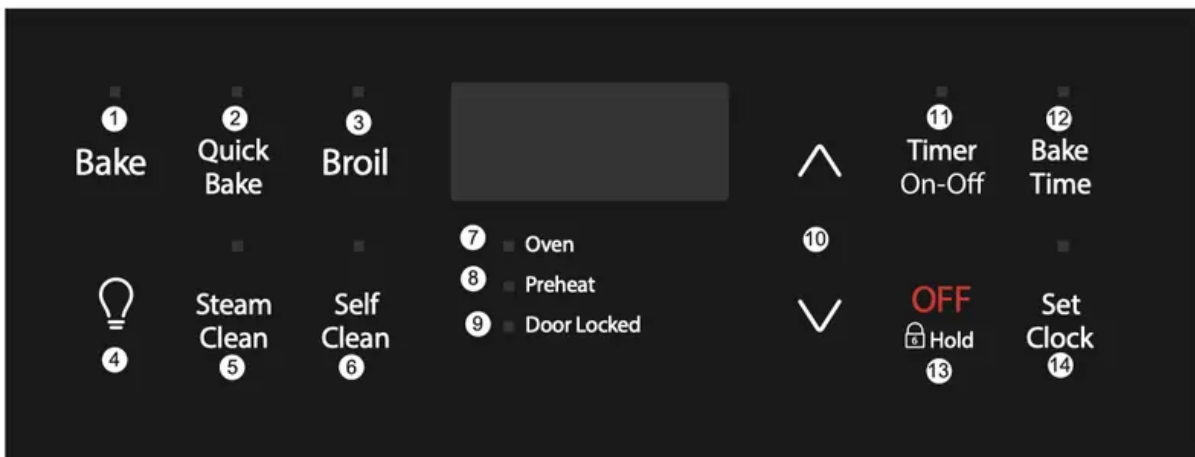 1
Bake
2
Quick
Bake
3
Broil
4
5
Steam
Clean
6
Self
Clean
7 Oven
8 Preheat
9 Door Locked
10
11
Timer
On-Off
12
Bake
Time
OFF
6 Hold
13
Set
Clock
14